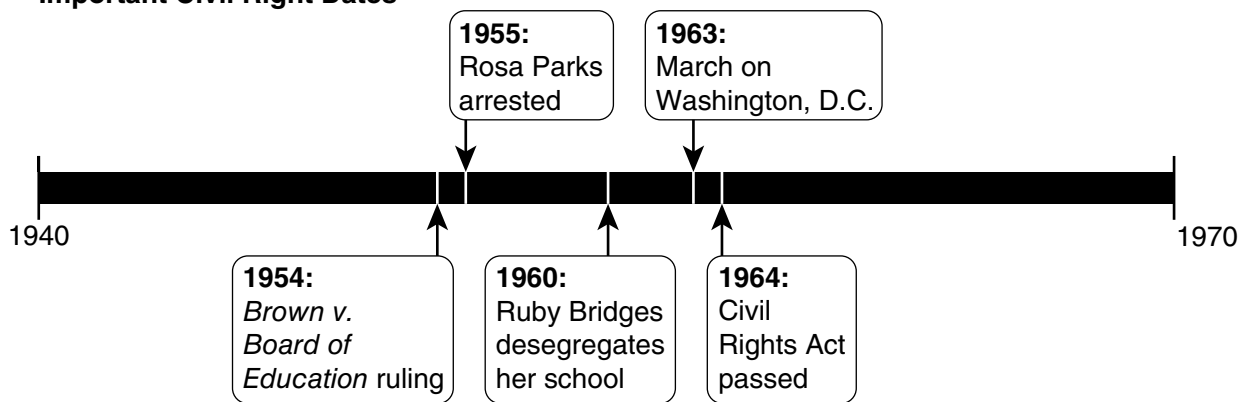 Important Civil Right Dates
1955:
Rosa Parks
arrested
1963:
March on
Washington, D.C.
1940
1970
1954:
Brown v.
Board of
Education ruling
1960:
Ruby Bridges
desegregates
her school
1964:
Civil
Rights Act
passed